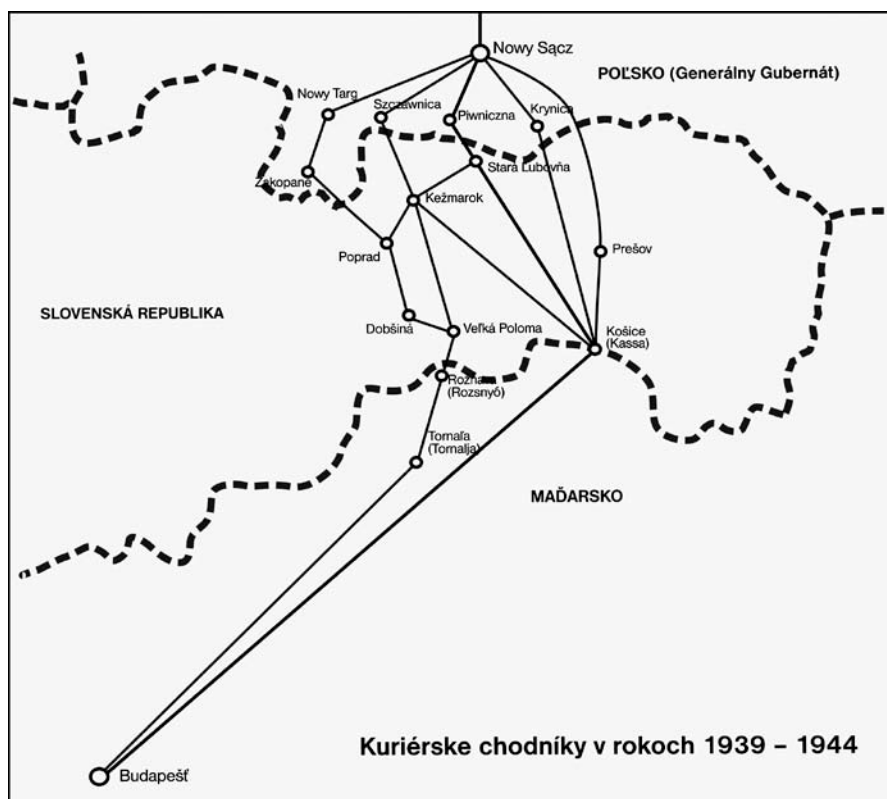 Nowy Sącz
POĽSKO (Generálny Gubernát)
Nowy Targ
Szczawnica
Piwniczna
Krynica
Stará Ľubovňa
Zakopane
Kežmarok
Poprad
Prešov
SLOVENSKÁ REPUBLIKA
Dobšiná
Veľká Poloma
Košice
(Kassa)
Rožňava
(Rozsnyó)
Tornaľa
(Tornalja)
MAĎARSKO
Kuriérske chodníky v rokoch 1939 – 1944
Budapešť